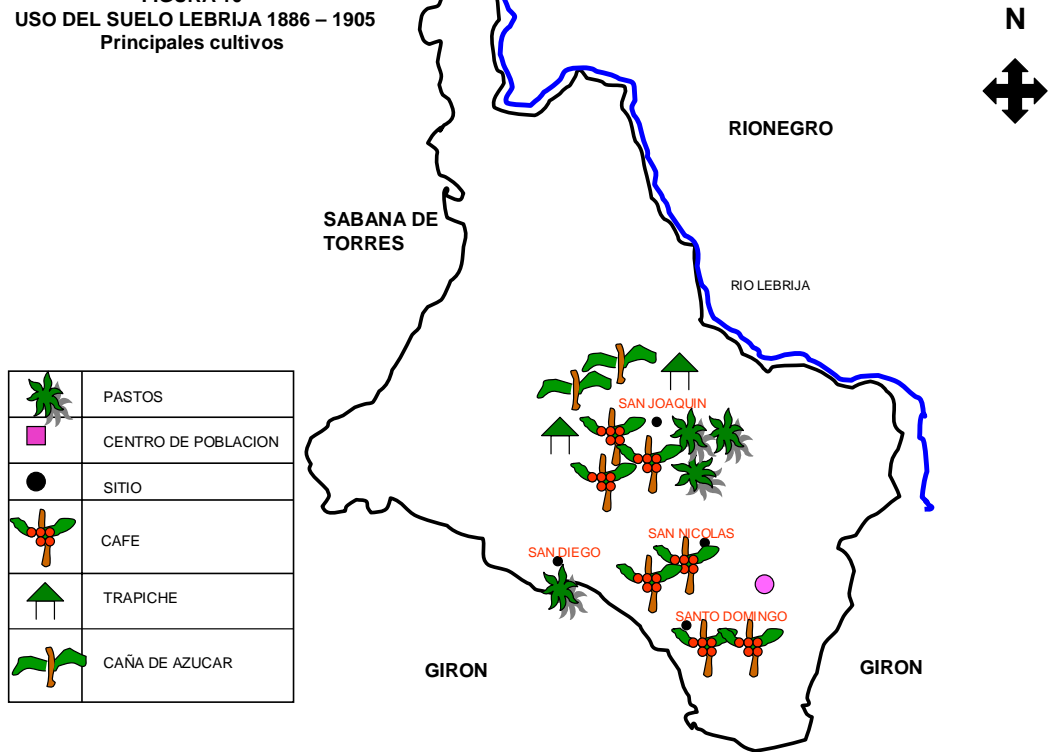 USO DEL SUELO LEBRIJA 1886 – 1905
Principales cultivos
N
RIONEGRO
SABANA DE
TORRES
RIO LEBRIJA
SAN JOAQUIN
SAN NICOLAS
SAN DIEGO
SANTO DOMINGO
GIRON
GIRON
PASTOS
CENTRO DE POBLACION
SITIO
CAFE
TRAPICHE
CAÑA DE AZUCAR